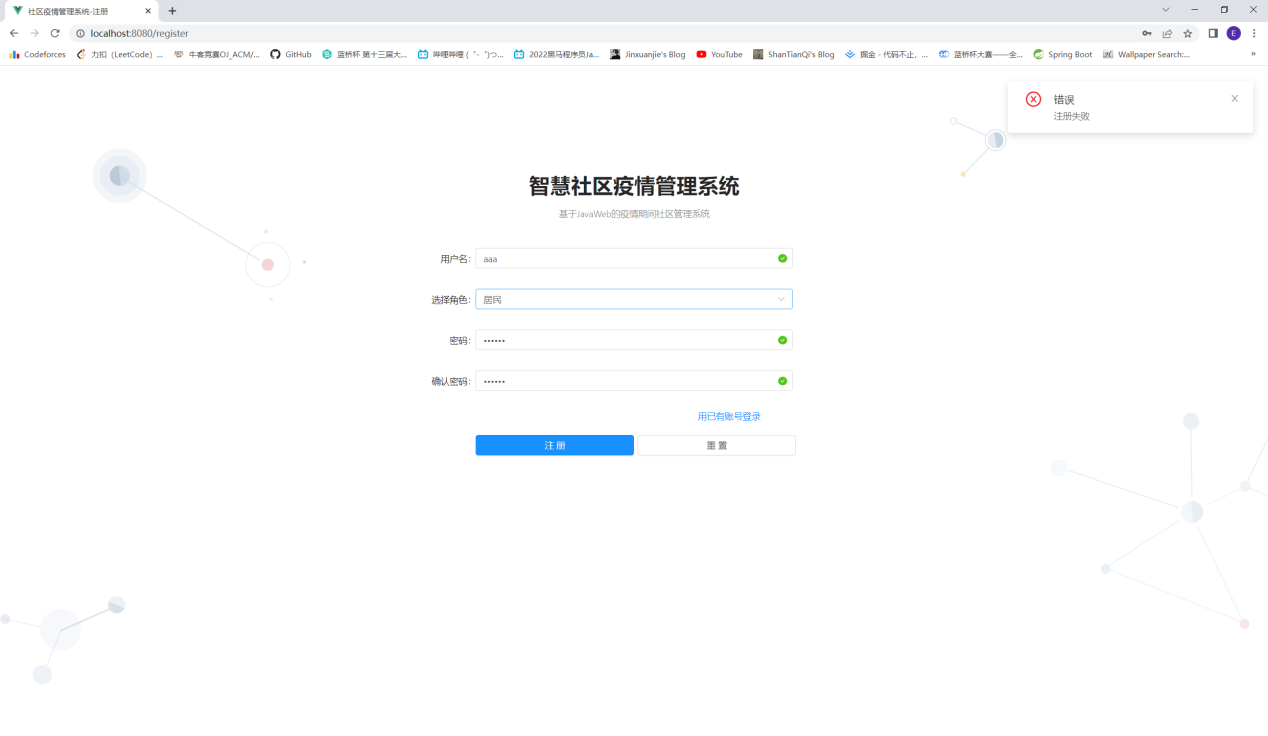 社区疫情管理系统-注册
localhost:8080/register
E
Codeforces
力扣（LeetCode）...
牛客竞赛OJ_ACM/...
GitHub
蓝桥杯 第十三届大...
哔哩哔哩 (゜-゜)つ...
2022黑马程序员Ja...
Jinxuanjie's Blog
YouTube
ShanTianQi's Blog
掘金 - 代码不止，...
蓝桥杯大赛——全...
Spring Boot
Wallpaper Search:...
»
错误
注册失败
智慧社区疫情管理系统
基于JavaWeb的疫情期间社区管理系统
用户名:
aaa
选择角色:
居民
密码:
••••••
确认密码:
••••••
用已有账号登录
注 册
重 置